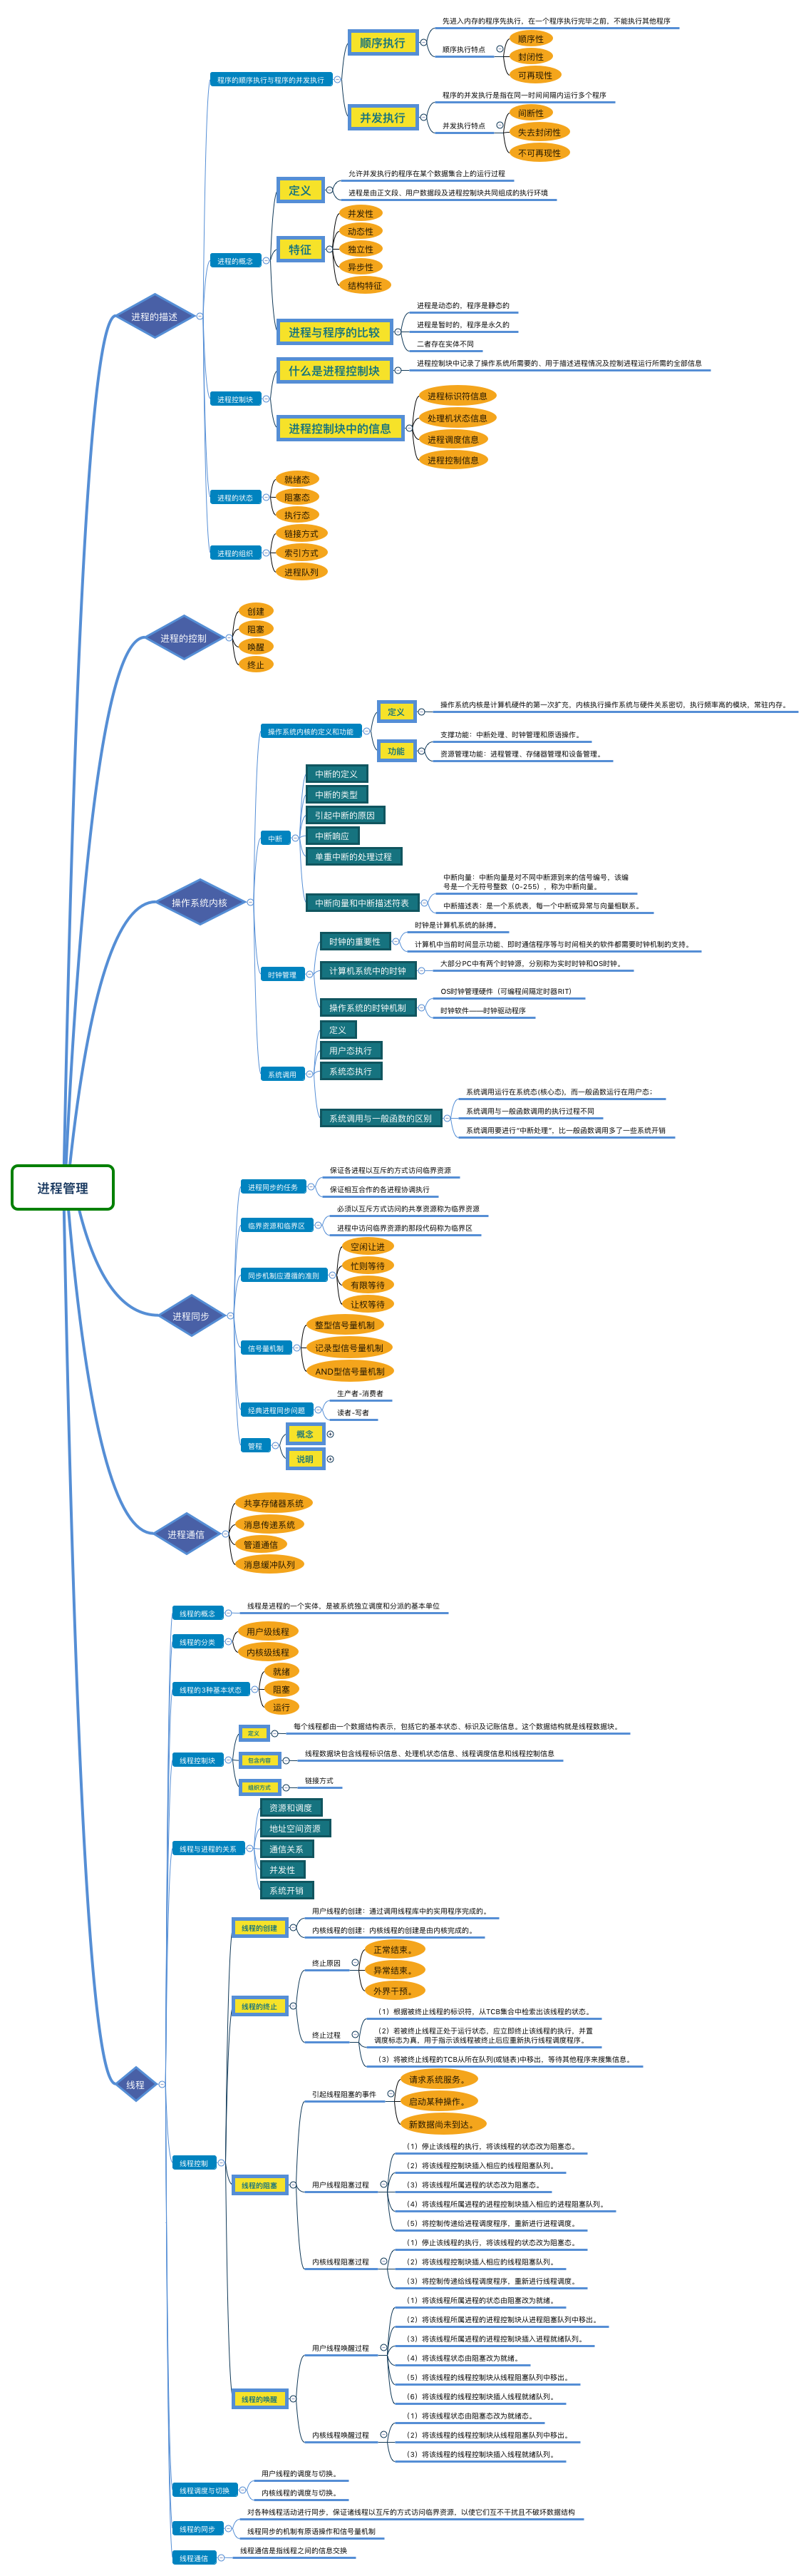 进程管理
进程的描述
程序的顺序执行与程序的并发执行
顺序执行
先进入内存的程序先执行，在一个程序执行完毕之前，不能执行其他程序
顺序执行特点
顺序性
封闭性
可再现性
并发执行
程序的并发执行是指在同一时间间隔内运行多个程序
并发执行特点
间断性
失去封闭性
不可再现性
进程的概念
定义
允许并发执行的程序在某个数据集合上的运行过程
进程是由正文段、用户数据段及进程控制块共同组成的执行环境
特征
并发性
动态性
独立性
异步性
结构特征
进程与程序的比较
进程是动态的，程序是静态的
进程是暂时的，程序是永久的
二者存在实体不同
进程控制块
什么是进程控制块
进程控制块中记录了操作系统所需要的、用于描述进程情况及控制进程运行所需的全部信息
进程控制块中的信息
进程标识符信息
处理机状态信息
进程调度信息
进程控制信息
进程的状态
就绪态
阻塞态
执行态
进程的组织
链接方式
索引方式
进程队列
进程的控制
创建
阻塞
唤醒
终止
操作系统内核
操作系统内核的定义和功能
定义
操作系统内核是计算机硬件的第一次扩充，内核执行操作系统与硬件关系密切，执行频率高的模块，常驻内存。
功能
支撑功能：中断处理、时钟管理和原语操作。
资源管理功能：进程管理、存储器管理和设备管理。
中断
中断的定义
中断的类型
引起中断的原因
中断响应
单重中断的处理过程
中断向量和中断描述符表
中断向量：中断向量是对不同中断源到来的信号编号，该编
号是一个无符号整数（0-255），称为中断向量。
中断描述表：是一个系统表，每一个中断或异常与向量相联系。
时钟管理
时钟的重要性
时钟是计算机系统的脉搏。
计算机中当前时间显示功能、即时通信程序等与时间相关的软件都需要时钟机制的支持。
计算机系统中的时钟
大部分PC中有两个时钟源，分别称为实时时钟和OS时钟。
操作系统的时钟机制
OS时钟管理硬件（可编程间隔定时器RIT）
时钟软件——时钟驱动程序
系统调用
定义
用户态执行
系统态执行
系统调用与一般函数的区别
系统调用运行在系统态(核心态)，而一般函数运行在用户态；
系统调用与一般函数调用的执行过程不同
系统调用要进行“中断处理”，比一般函数调用多了一些系统开销
进程同步
进程同步的任务
保证各进程以互斥的方式访问临界资源
保证相互合作的各进程协调执行
临界资源和临界区
必须以互斥方式访问的共享资源称为临界资源
进程中访问临界资源的那段代码称为临界区
同步机制应遵循的准则
空闲让进
忙则等待
有限等待
让权等待
信号量机制
整型信号量机制
记录型信号量机制
AND型信号量机制
经典进程同步问题
生产者-消费者
读者-写者
管程
概念
说明
进程通信
共享存储器系统
消息传递系统
管道通信
消息缓冲队列
线程
线程的概念
线程是进程的一个实体，是被系统独立调度和分派的基本单位
线程的分类
用户级线程
内核级线程
线程的3种基本状态
就绪
阻塞
运行
线程控制块
定义
每个线程都由一个数据结构表示，包括它的基本状态、标识及记账信息。这个数据结构就是线程数据块。
包含内容
线程数据块包含线程标识信息、处理机状态信息、线程调度信息和线程控制信息
组织方式
链接方式
线程与进程的关系
资源和调度
地址空间资源
通信关系
并发性
系统开销
线程控制
线程的创建
用户线程的创建：通过调用线程库中的实用程序完成的。
内核线程的创建：内核线程的创建是由内核完成的。
线程的终止
终止原因
正常结束。
异常结束。
外界干预。
终止过程
（1）根据被终止线程的标识符，从TCB集合中检索出该线程的状态。
（2）若被终止线程正处于运行状态，应立即终止该线程的执行，并置
调度标志为真，用于指示该线程被终止后应重新执行线程调度程序。
（3）将被终止线程的TCB从所在队列(或链表)中移出，等待其他程序来接集信息。
线程的阻塞
引起线程阻塞的事件
请求系统服务。
启动某种操作。
新数据尚未到达。
用户线程阻塞过程
（1）停止该线程的执行，将该线程的状态改为阻塞态。
（2）将该线程控制块插入相应的线程阻塞队列。
（3）将该线程所属进程的状态改为阻塞态。
（4）将该线程所属进程的进程控制块插入相应的进程阻塞队列。
（5）将控制传递给进程调度程序，重新进行进程调度。
内核线程阻塞过程
（1）停止该线程的执行，将该线程的状态改为阻塞态。
（2）将该线程控制块插入相应的线程阻塞队列。
（3）将控制传递给线程调度程序，重新进行线程调度。
线程的唤醒
用户线程唤醒过程
（1）将该线程所属进程的状态由阻塞改为就绪。
（2）将该线程所属进程的进程控制块从进程阻塞队列中移出。
（3）将该线程所属进程的进程控制块插入进程就绪队列。
（4）将该线程状态由阻塞改为就绪。
（5）将该线程的线程控制块从线程阻塞队列中移出。
（6）将该线程的线程控制块插入线程就绪队列。
内核线程唤醒过程
（1）将该线程状态由阻塞态改为就绪态。
（2）将该线程的线程控制块从线程阻塞队列中移出。
（3）将该线程的线程控制块插入线程就绪队列。
线程调度与切换
用户线程的调度与切换。
内核线程的调度与切换。
线程的同步
对各种线程活动进行同步，保证诸线程以互斥的方式访问临界资源，以使它们互不干扰且不破坏数据结构
线程同步的机制有原语操作和信号量机制
线程通信
线程通信是指线程之间的信息交换